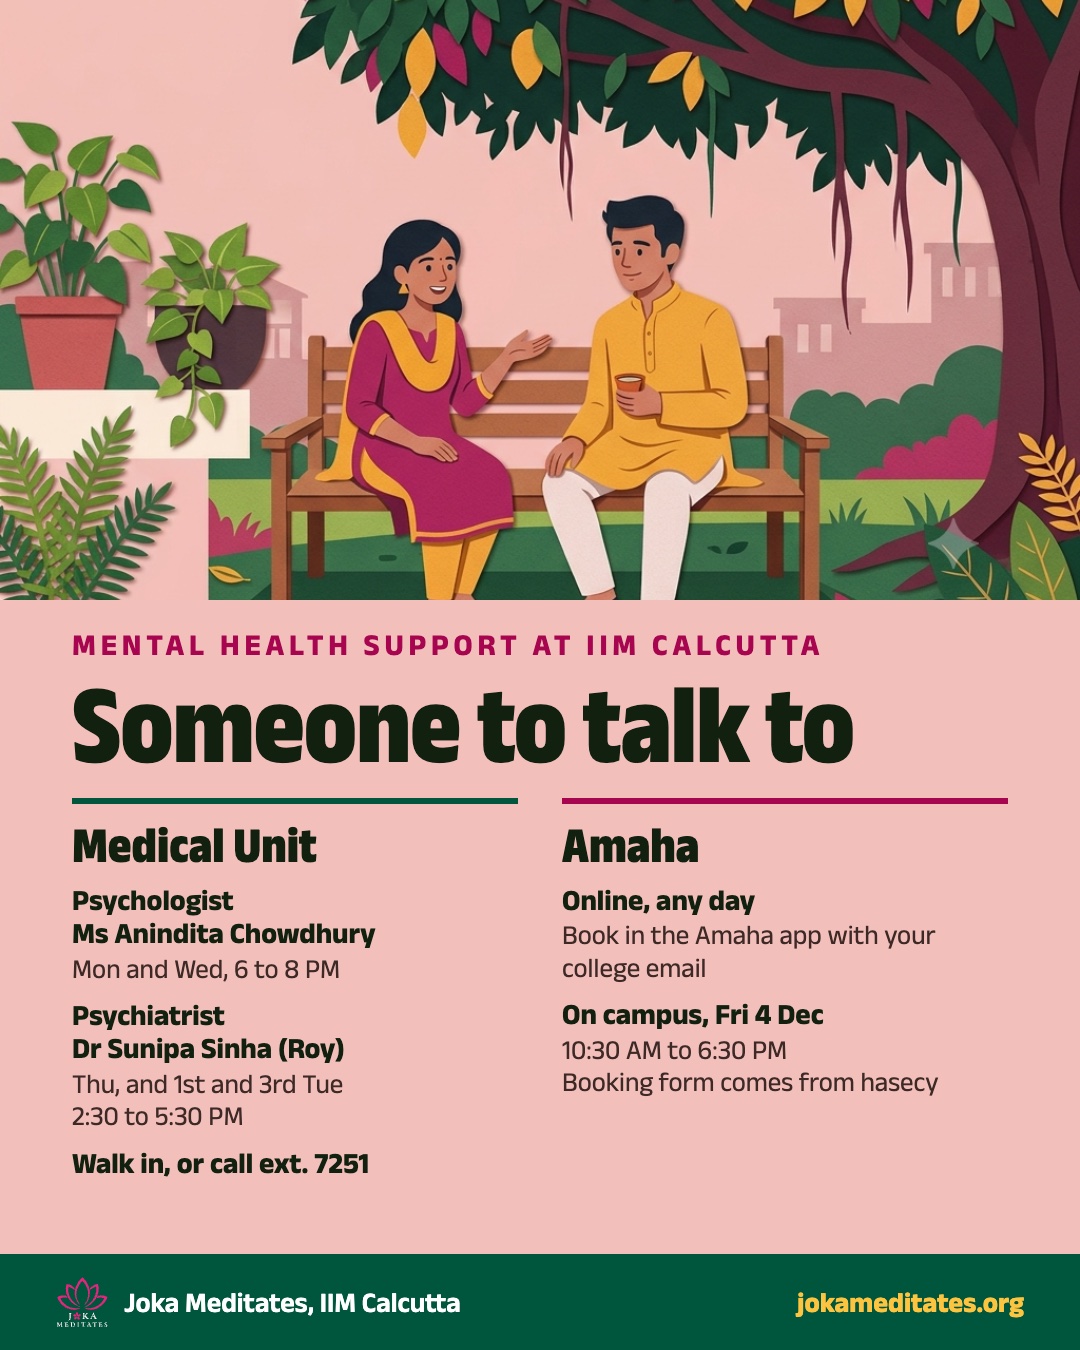 MENTAL HEALTH SUPPORT AT IIM CALCUTTA
Someone to talk to
Medical Unit
Psychologist
Ms Anindita Chowdhury
Mon and Wed, 6 to 8 PM
Psychiatrist
Dr Sunipa Sinha (Roy)
Thu, and 1st and 3rd Tue
2:30 to 5:30 PM
Walk in, or call ext. 7251
Amaha
Online, any day
Book in the Amaha app with your
college email
On campus, Fri 4 Dec
10:30 AM to 6:30 PM
Booking form comes from hasecy
JOKA
MEDITATES
Joka Meditates, IIM Calcutta
jokameditates.org